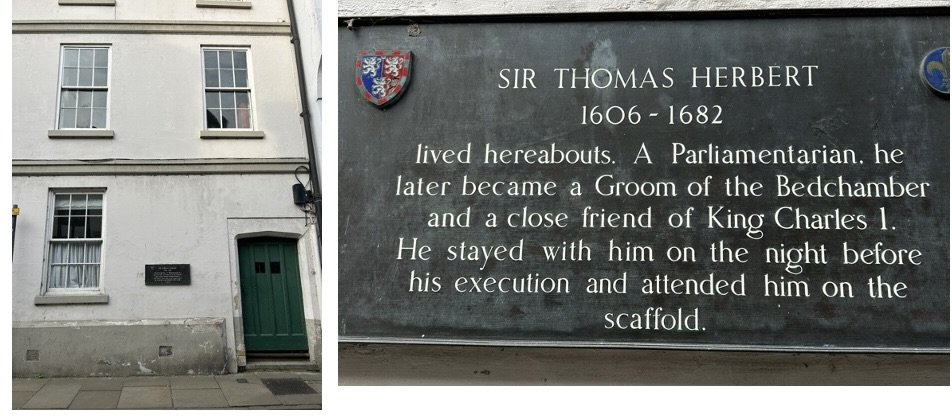 SIR THOMAS HERBERT
1606 - 1682
lived hereabouts. A Parliamentarian, he
later became a Groom of the Bedchamber
and a close friend of King Charles 1.
He stayed with him on the night before
his execution and attended him on the
scaffold.